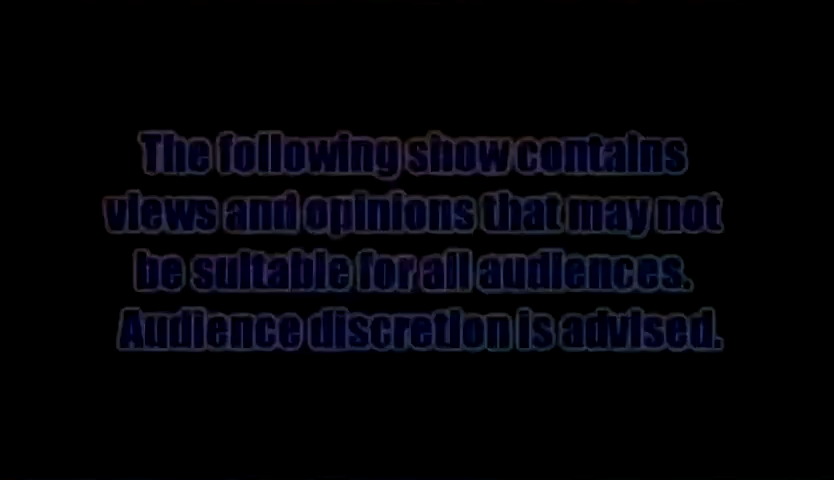 The following show contains
views and opinions that may not
be suitable for all audiences.
Audience discretion is advised.